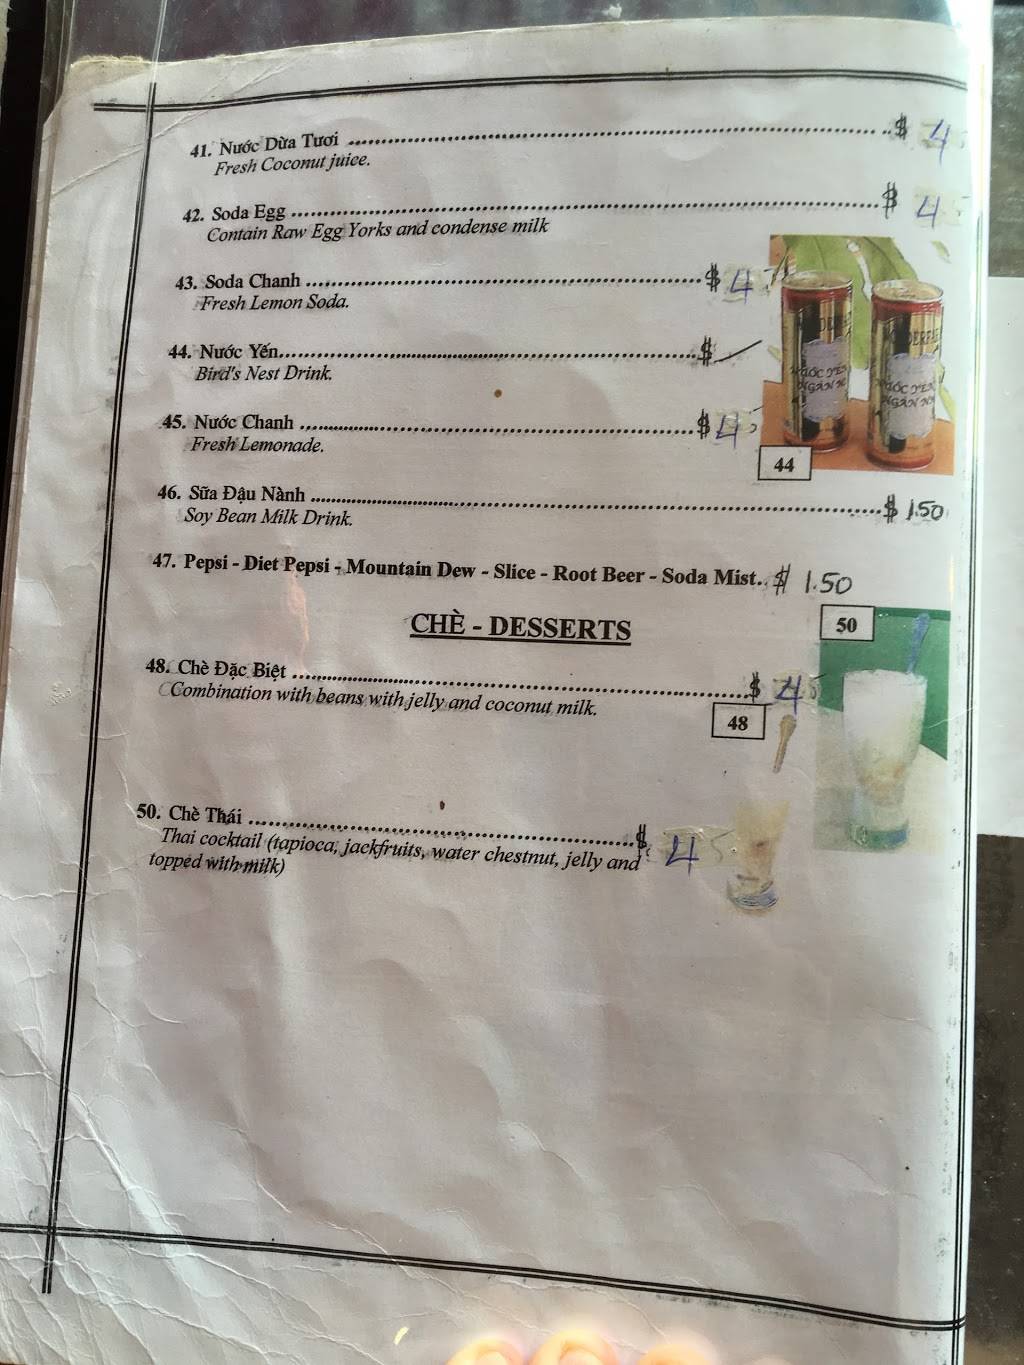 41. Nước Dừa Tươi ........ $ 4
Fresh Coconut juice.
42. Soda Egg ........ $ 4
Contain Raw Egg Yorks and condense milk
43. Soda Chanh ........ $ 4
Fresh Lemon Soda.
44. Nước Yến........ $
Bird's Nest Drink.
45. Nước Chanh ........ $ 4
Fresh Lemonade.
44
46. Sữa Đậu Nành ........ $ 1.50
Soy Bean Milk Drink.
47. Pepsi - Diet Pepsi - Mountain Dew - Slice - Root Beer - Soda Mist.. $ 1.50
CHÈ - DESSERTS
50
48. Chè Đặc Biệt ........ $ 4
Combination with beans with jelly and coconut milk.
48
50. Chè Thái ........ $ 4
Thai cocktail (tapioca, jackfruits, water chestnut, jelly and
topped with milk)